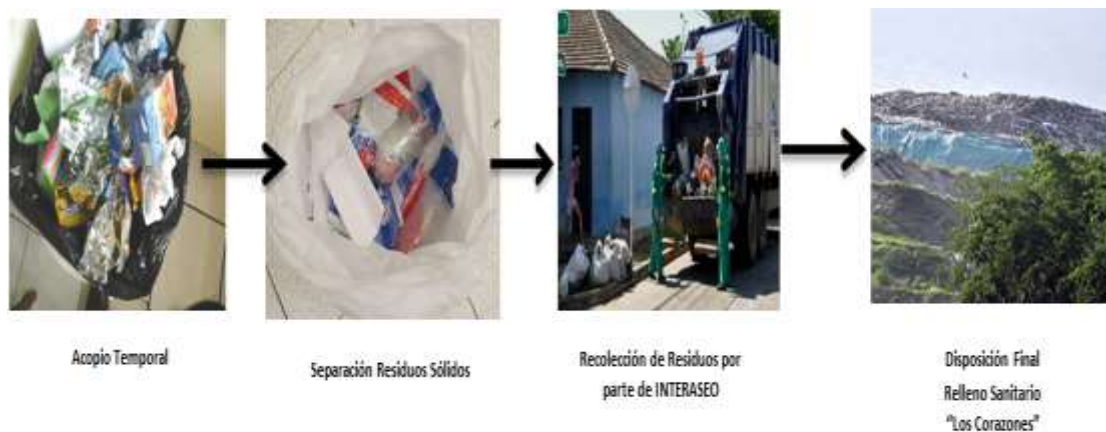 Acopio Temporal
Separación Residuos Sólidos
Recolección de Residuos por
parte de INTERASEO
Disposición Final
Relleno Sanitario
“Los Corazones”